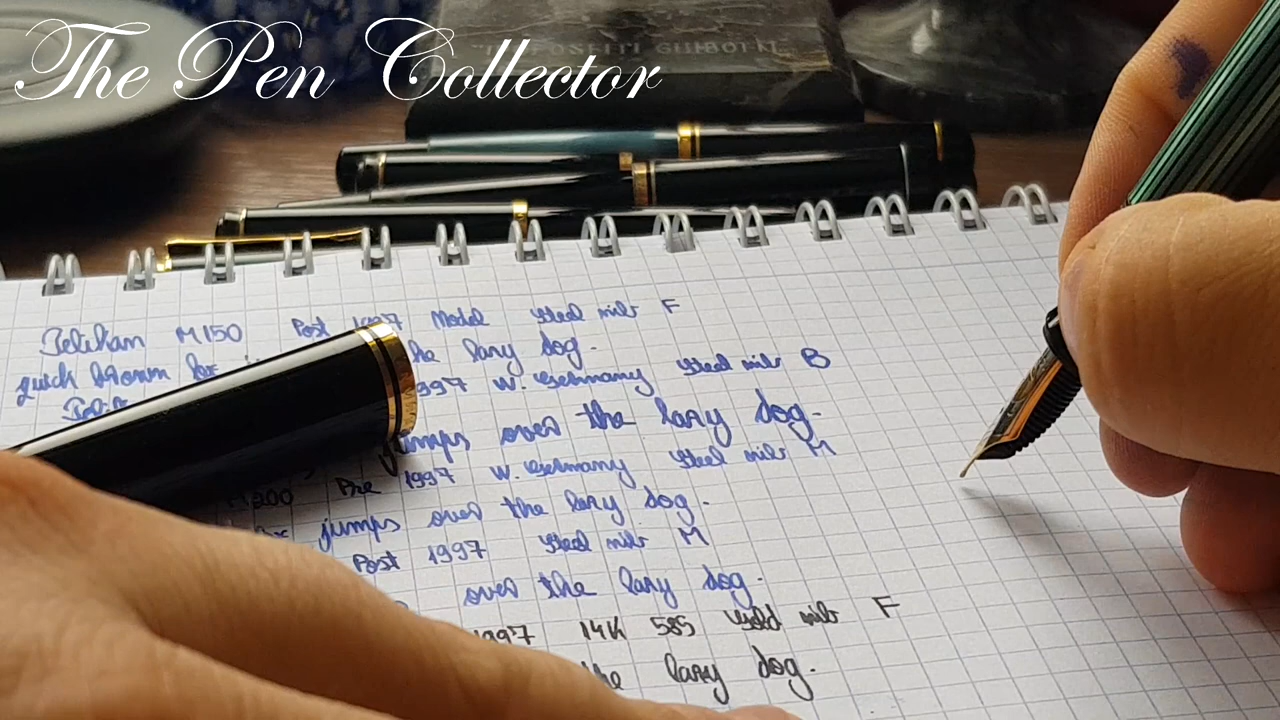 The Pen Collector
Pelikan M150 Post 1997 Model Steel nib F
quick brown fox the lazy dog.
1997 W. Germany Steel nib B
jumps over the lazy dog.
M200 Pre 1997 W. Germany Steel nib M
fox jumps over the lazy dog.
Post 1997 Steel nib M
over the lazy dog.
1997 14K 585 Gold nib F
the lazy dog.